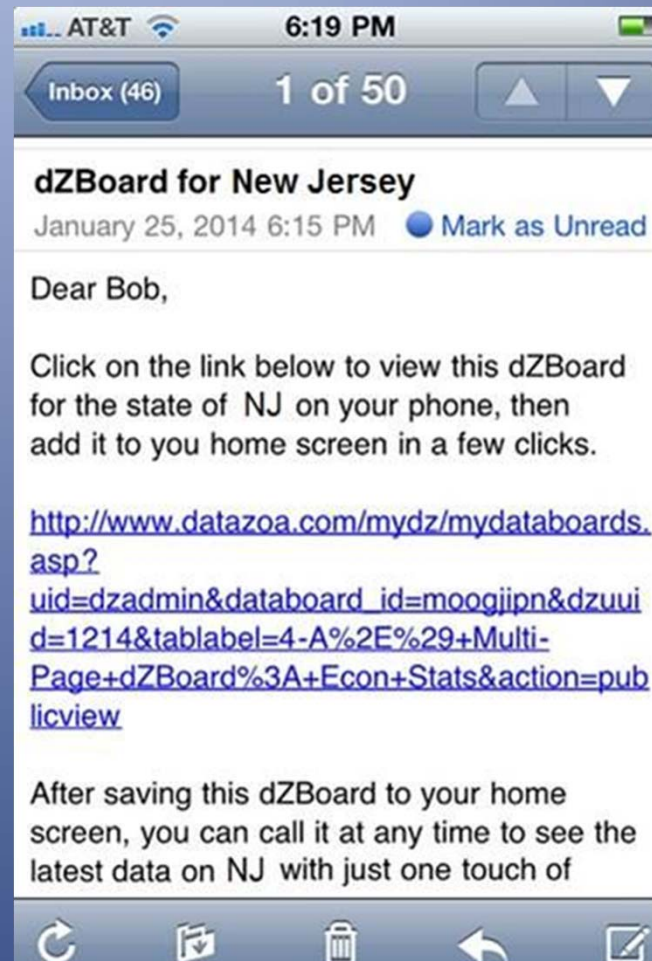 AT&T 6:19 PM
Inbox (46) 1 of 50
dZBoard for New Jersey
January 25, 2014 6:15 PM Mark as Unread
Dear Bob,
Click on the link below to view this dZBoard
for the state of NJ on your phone, then
add it to you home screen in a few clicks.
http://www.datazoa.com/mydz/mydataboards.
asp?
uid=dzadmin&databoard_id=moogjipn&dzuui
d=1214&tablabel=4-A%2E%29+Multi-
Page+dZBoard%3A+Econ+Stats&action=pub
licview
After saving this dZBoard to your home
screen, you can call it at any time to see the
latest data on NJ with just one touch of